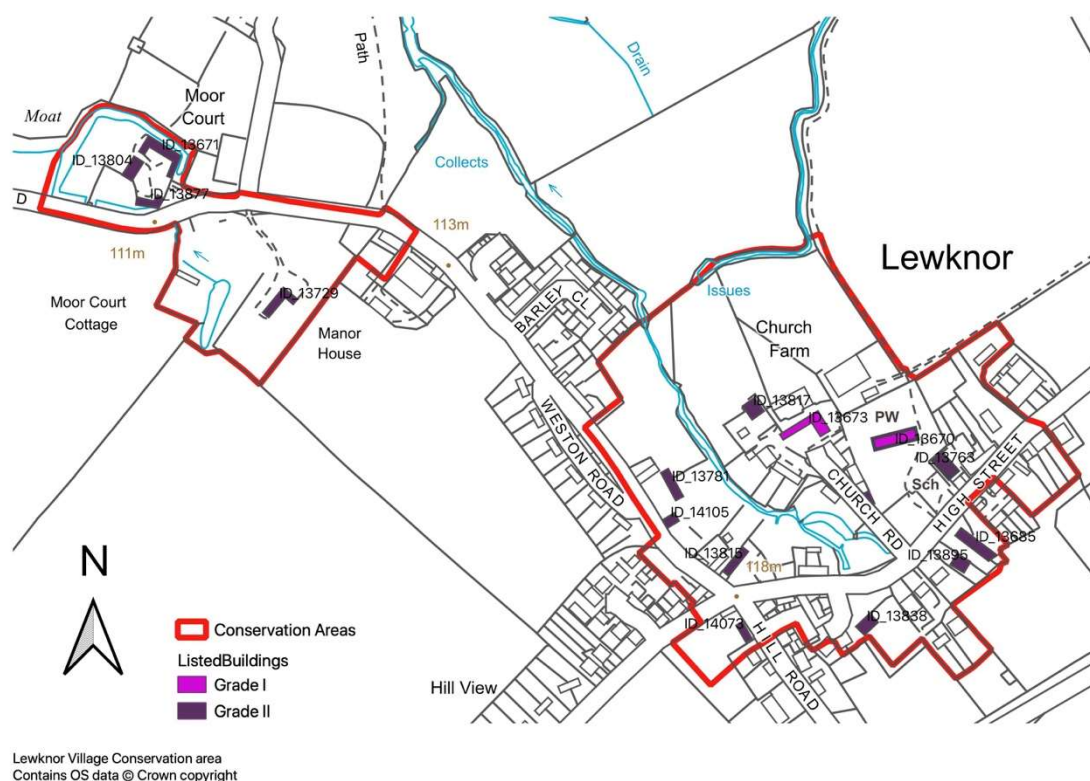 Path
Drain
Moor
Court
Moat
ID_13671
ID_13804
ID_13877
D
Collects
113m
111m
Lewknor
ID_13729
Issues
Moor Court
Cottage
Manor
House
BARLEY CL
Church
Farm
ID_13817
ID_13673
PW
ID_13670
WESTON ROAD
ID_13763
ID_13781
Sch
HIGH STREET
CHURCH RD
ID_14105
ID_13685
ID_13815
ID_13895
118m
N
ID_14073
ID_13838
HILL ROAD
Hill View
Conservation Areas
ListedBuildings
Grade I
Grade II
Lewknor Village Conservation area
Contains OS data © Crown copyright